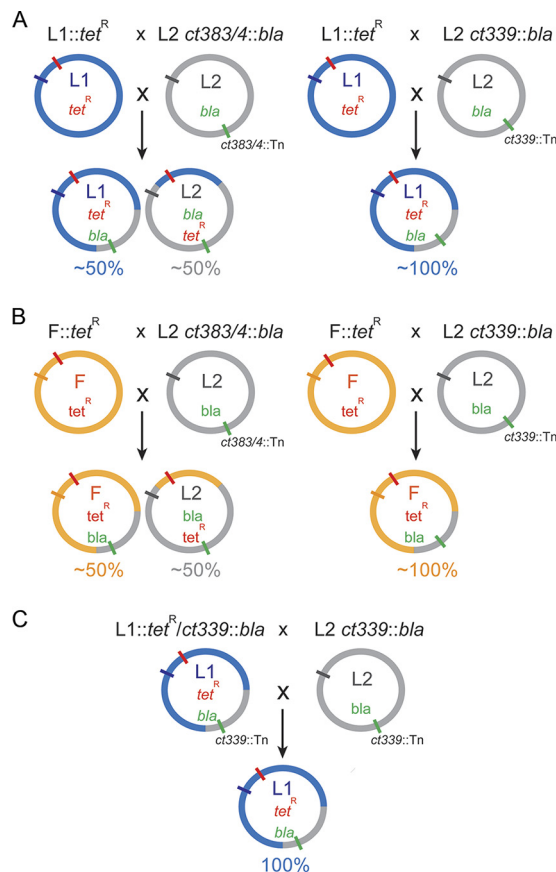 A
L1::tetR x L2 ct383/4::bla
L1::tetR x L2 ct339::bla
L1
tetR
X
L2
bla
ct383/4::Tn
L1
tetR
X
L2
bla
ct339::Tn
L1
tetR
bla
L2
bla
tetR
L1
tetR
bla
~50%
~50%
~100%
B
F::tetR x L2 ct383/4::bla
F::tetR x L2 ct339::bla
F
tetR
X
L2
bla
ct383/4::Tn
F
tetR
X
L2
bla
ct339::Tn
F
tetR
bla
L2
bla
tetR
F
tetR
bla
~50%
~50%
~100%
C
L1::tetR/ct339::bla x L2 ct339::bla
L1
tetR
bla
ct339::Tn
X
L2
bla
ct339::Tn
L1
tetR
bla
100%